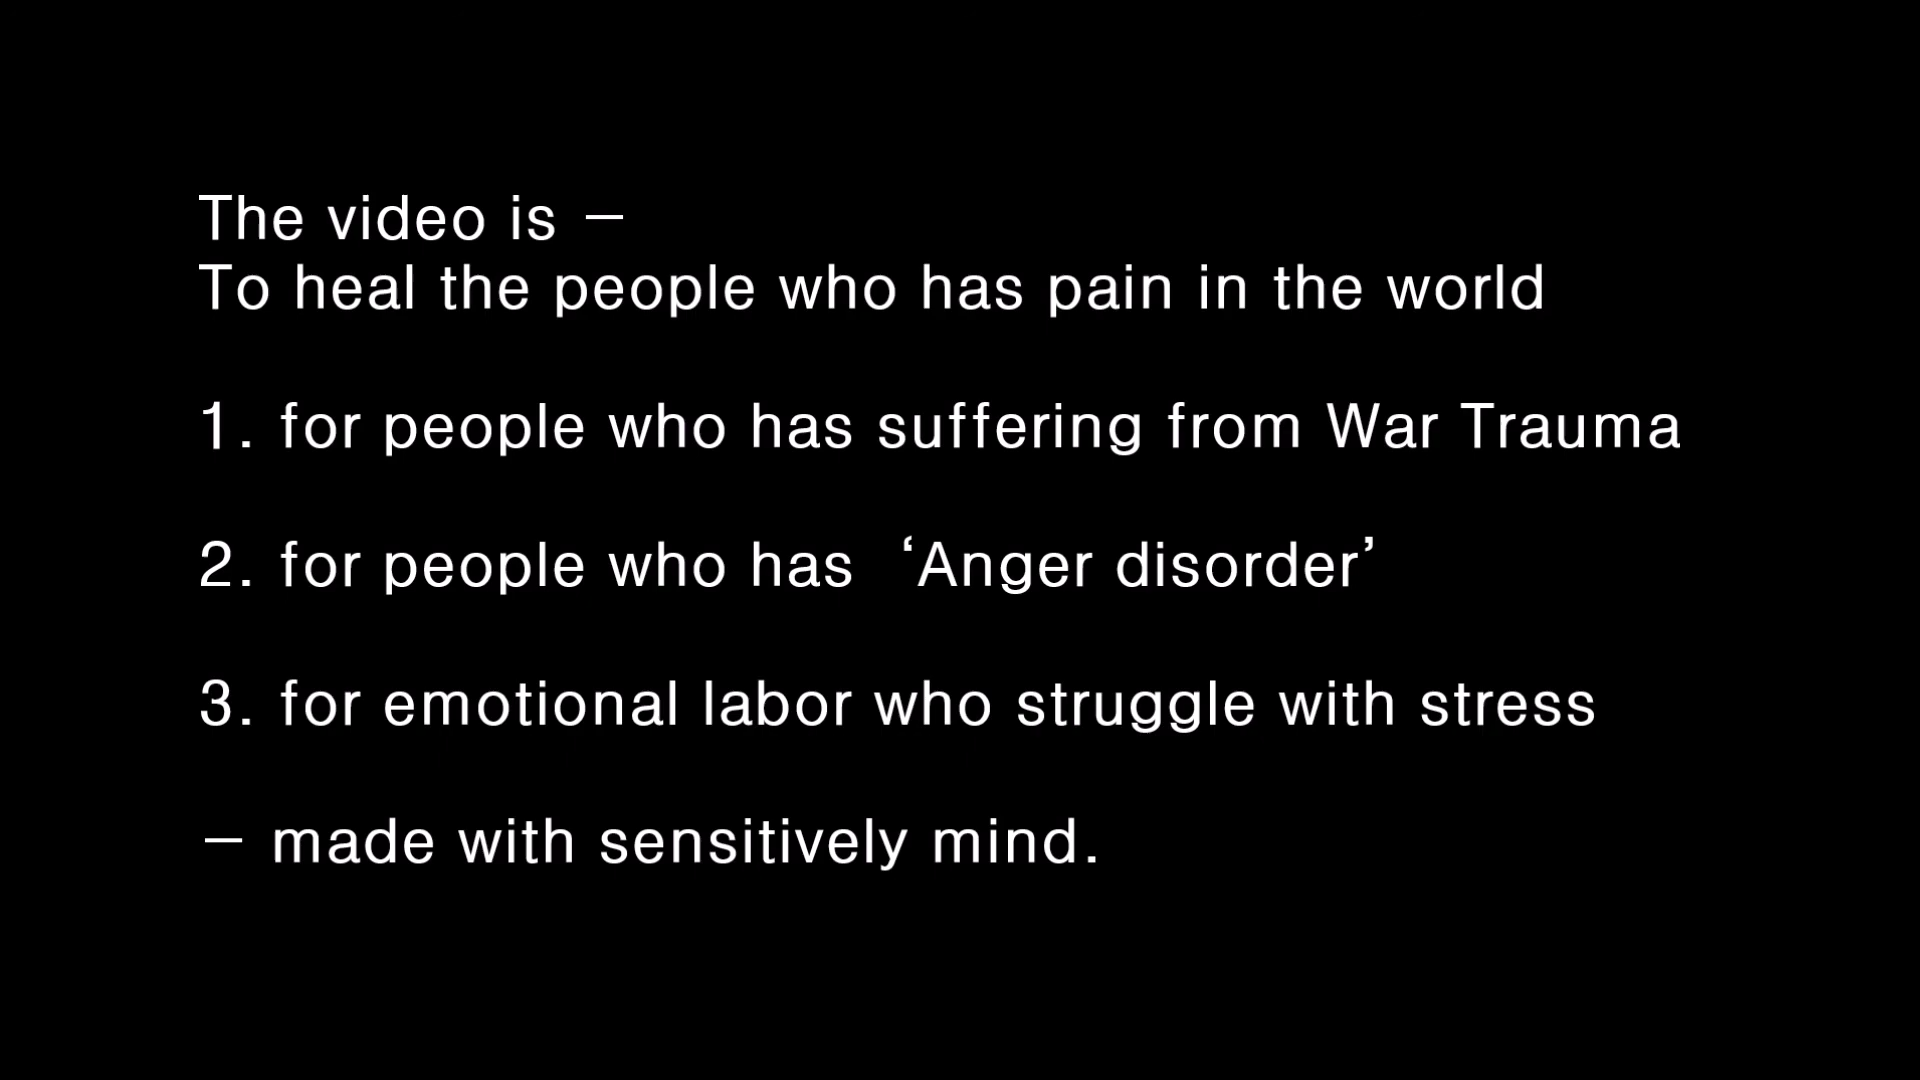 The video is –
To heal the people who has pain in the world
1. for people who has suffering from War Trauma
2. for people who has ‘Anger disorder’
3. for emotional labor who struggle with stress
– made with sensitively mind.